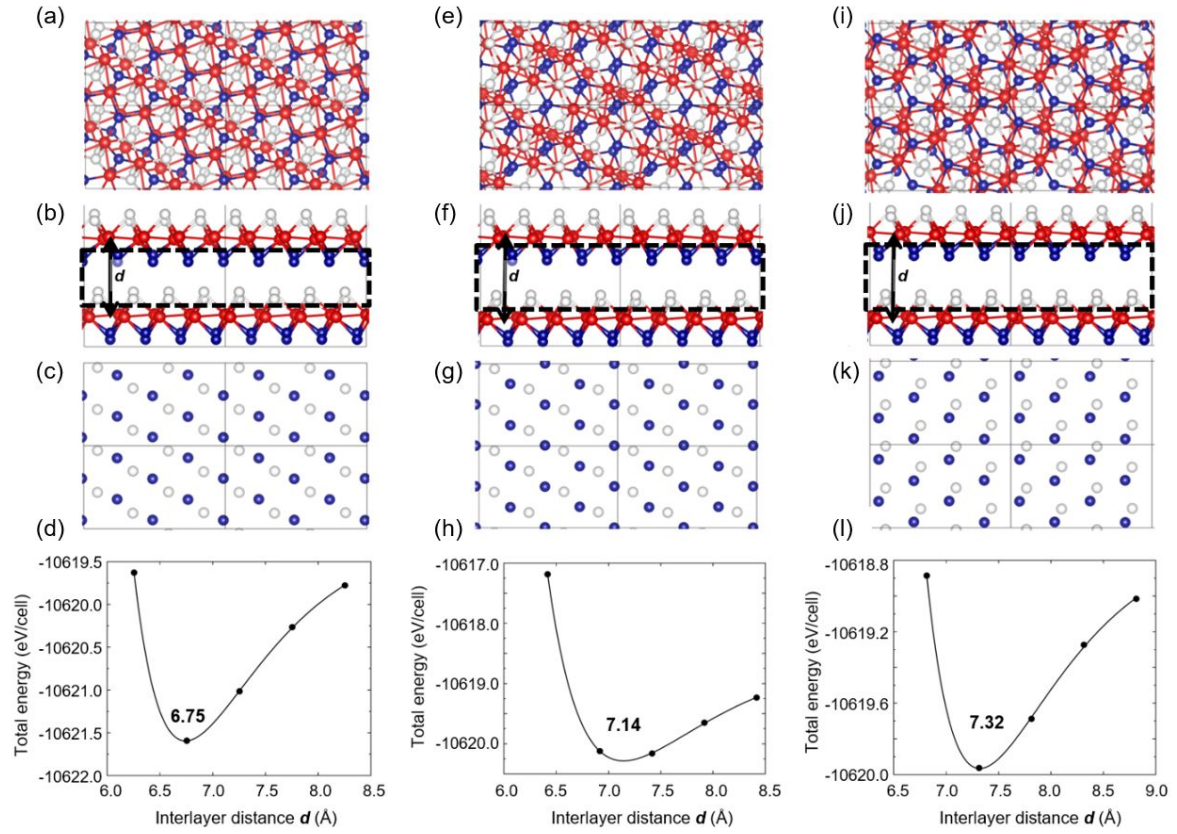 (a)
(e)
(i)
(b)
(f)
(j)
d
d
d
(c)
(g)
(k)
(d)
(h)
(l)
Total energy (eV/cell)
-10619.5
-10620.0
-10620.5
-10621.0
-10621.5
-10622.0
6.75
6.0 6.5 7.0 7.5 8.0 8.5
Interlayer distance d (Å)
Total energy (eV/cell)
-10617.0
-10618.0
-10619.0
-10620.0
7.14
6.0 6.5 7.0 7.5 8.0 8.5
Interlayer distance d (Å)
Total energy (eV/cell)
-10618.8
-10619.2
-10619.6
-10620.0
7.32
6.5 7.0 7.5 8.0 8.5 9.0
Interlayer distance d (Å)